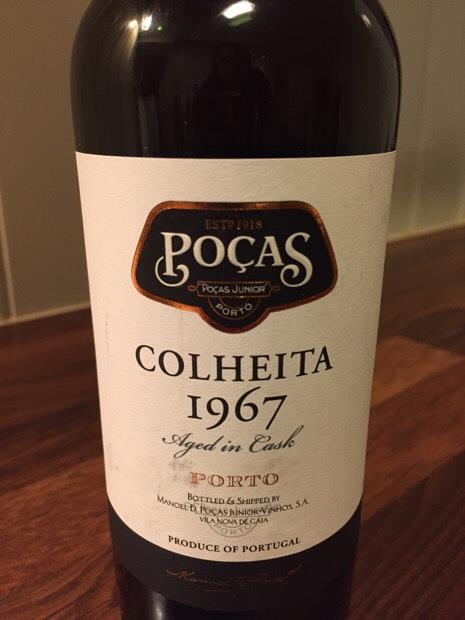 ESTD 1918
POÇAS
POÇAS JUNIOR
PORTO
COLHEITA
1967
Aged in Cask
PORTO
BOTTLED & SHIPPED BY
MANOEL D. POÇAS JUNIOR-VINHOS, S.A.
VILA NOVA DE GAIA
PORTO
PRODUCE OF PORTUGAL